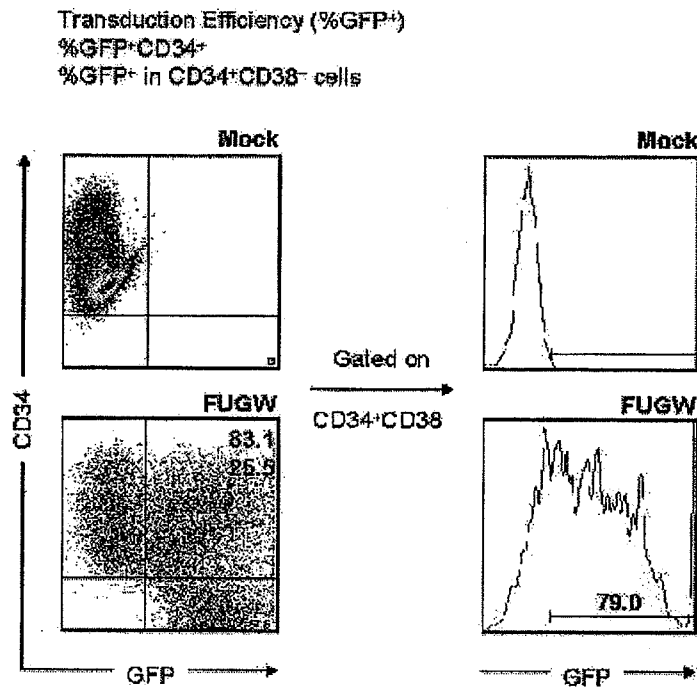 Transduction Efficiency (%GFP⁺)
%GFP⁺CD34⁺
%GFP⁺ in CD34⁺CD38⁻ cells
Mock
Mock
Gated on
CD34⁺CD38
FUGW
83.1
25.5
FUGW
79.0
CD34
GFP
GFP